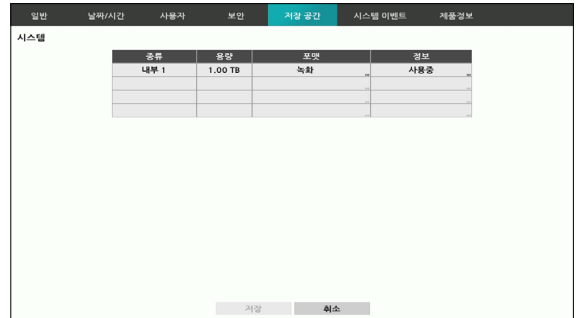 일반 날짜/시간 사용자 보안 저장 공간 시스템 이벤트 제품정보
시스템
종류 용량 포맷 정보
내부 1 1.00 TB 녹화 ... 사용중 ...
저장 취소